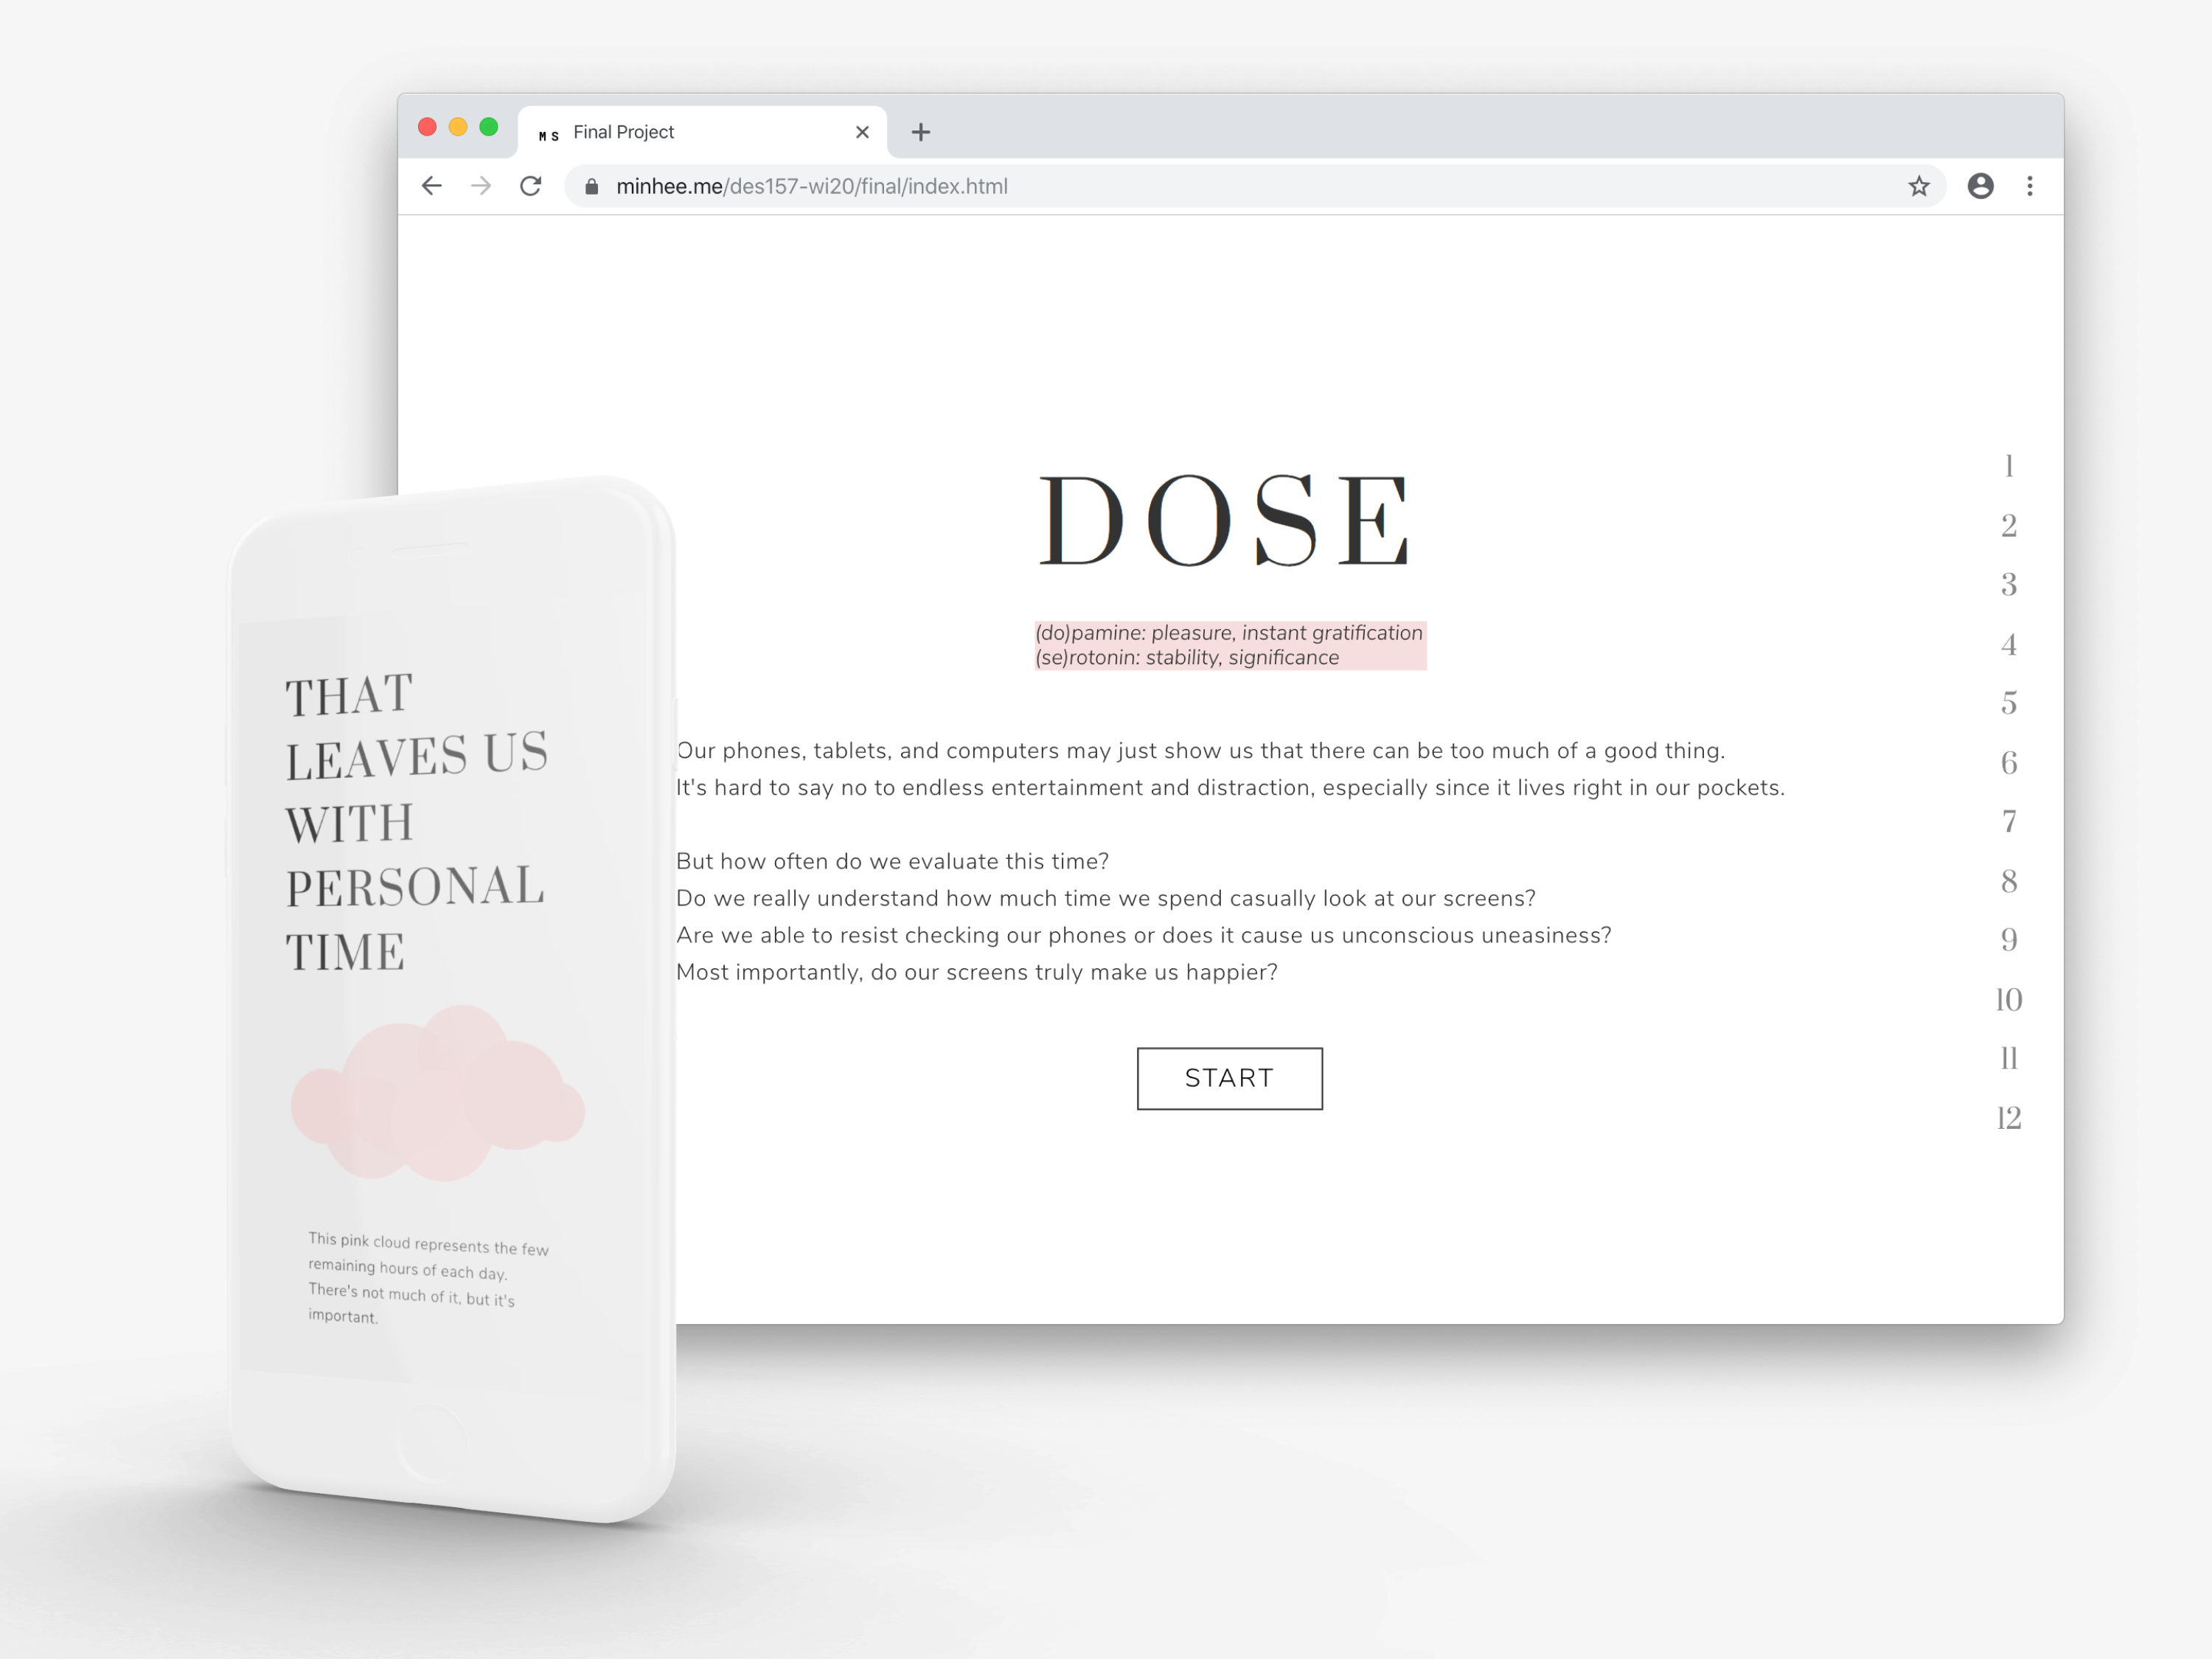 M S Final Project
minhee.me/des157-wi20/final/index.html
DOSE
(do)pamine: pleasure, instant gratification
(se)rotonin: stability, significance
Our phones, tablets, and computers may just show us that there can be too much of a good thing.
It's hard to say no to endless entertainment and distraction, especially since it lives right in our pockets.
But how often do we evaluate this time?
Do we really understand how much time we spend casually look at our screens?
Are we able to resist checking our phones or does it cause us unconscious uneasiness?
Most importantly, do our screens truly make us happier?
START
1
2
3
4
5
6
7
8
9
10
11
12
THAT
LEAVES US
WITH
PERSONAL
TIME
This pink cloud represents the few
remaining hours of each day.
There's not much of it, but it's
important.